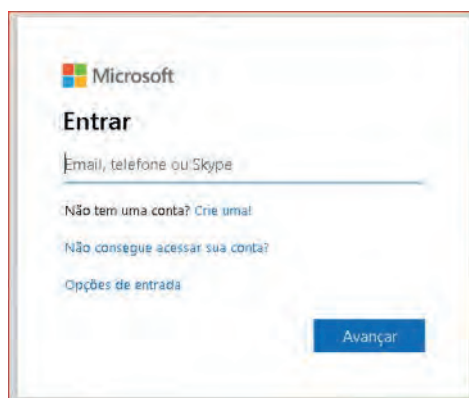 Microsoft
Entrar
Email, telefone ou Skype
Não tem uma conta? Crie uma!
Não consegue acessar sua conta?
Opções de entrada
Avançar